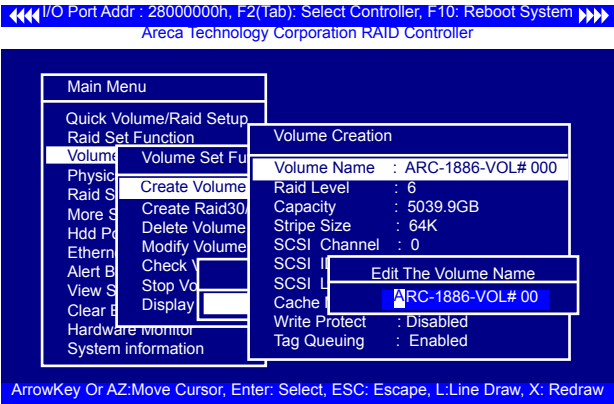 I/O Port Addr : 28000000h, F2(Tab): Select Controller, F10: Reboot System
Areca Technology Corporation RAID Controller
Main Menu
Quick Volume/Raid Setup
Raid Set Function
Volume
Physic
Raid S
More S
Hdd Po
Ethern
Alert B
View S
Clear E
Hardware Monitor
System information
Volume Set Fu
Create Volume
Create Raid30/
Delete Volume
Modify Volume
Check V
Stop Vo
Display
Volume Creation
Volume Name : ARC-1886-VOL# 000
Raid Level : 6
Capacity : 5039.9GB
Stripe Size : 64K
SCSI Channel : 0
SCSI I
SCSI L
Cache
Write Protect : Disabled
Tag Queuing : Enabled
Edit The Volume Name
ARC-1886-VOL# 00
ArrowKey Or AZ:Move Cursor, Enter: Select, ESC: Escape, L:Line Draw, X: Redraw